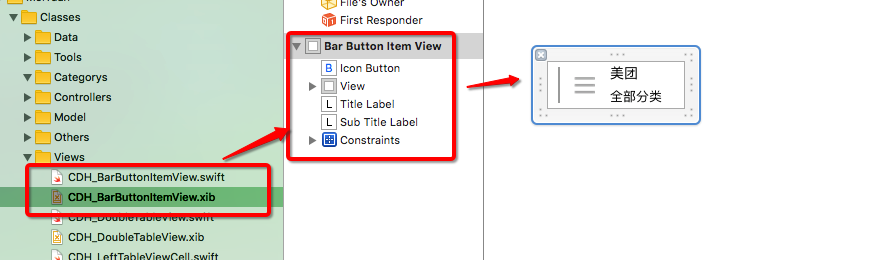 Classes
Data
Tools
Categorys
Controllers
Model
Others
Views
CDH_BarButtonItemView.swift
CDH_BarButtonItemView.xib
CDH_DoubleTableView.swift
CDH_DoubleTableView.xib
CDH_LeftTableViewCell.swift
File's Owner
First Responder
Bar Button Item View
B Icon Button
View
L Title Label
L Sub Title Label
Constraints
美团
全部分类